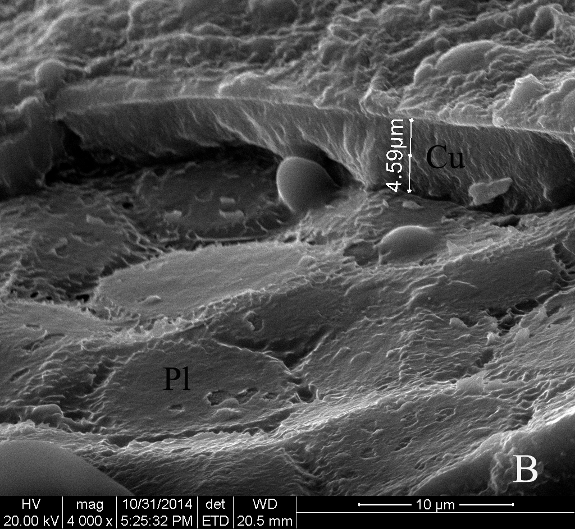 4.59µm
Cu
Pl
B
HV mag 10/31/2014 det WD
20.00 kV 4 000 x 5:25:32 PM ETD 20.5 mm
10 µm